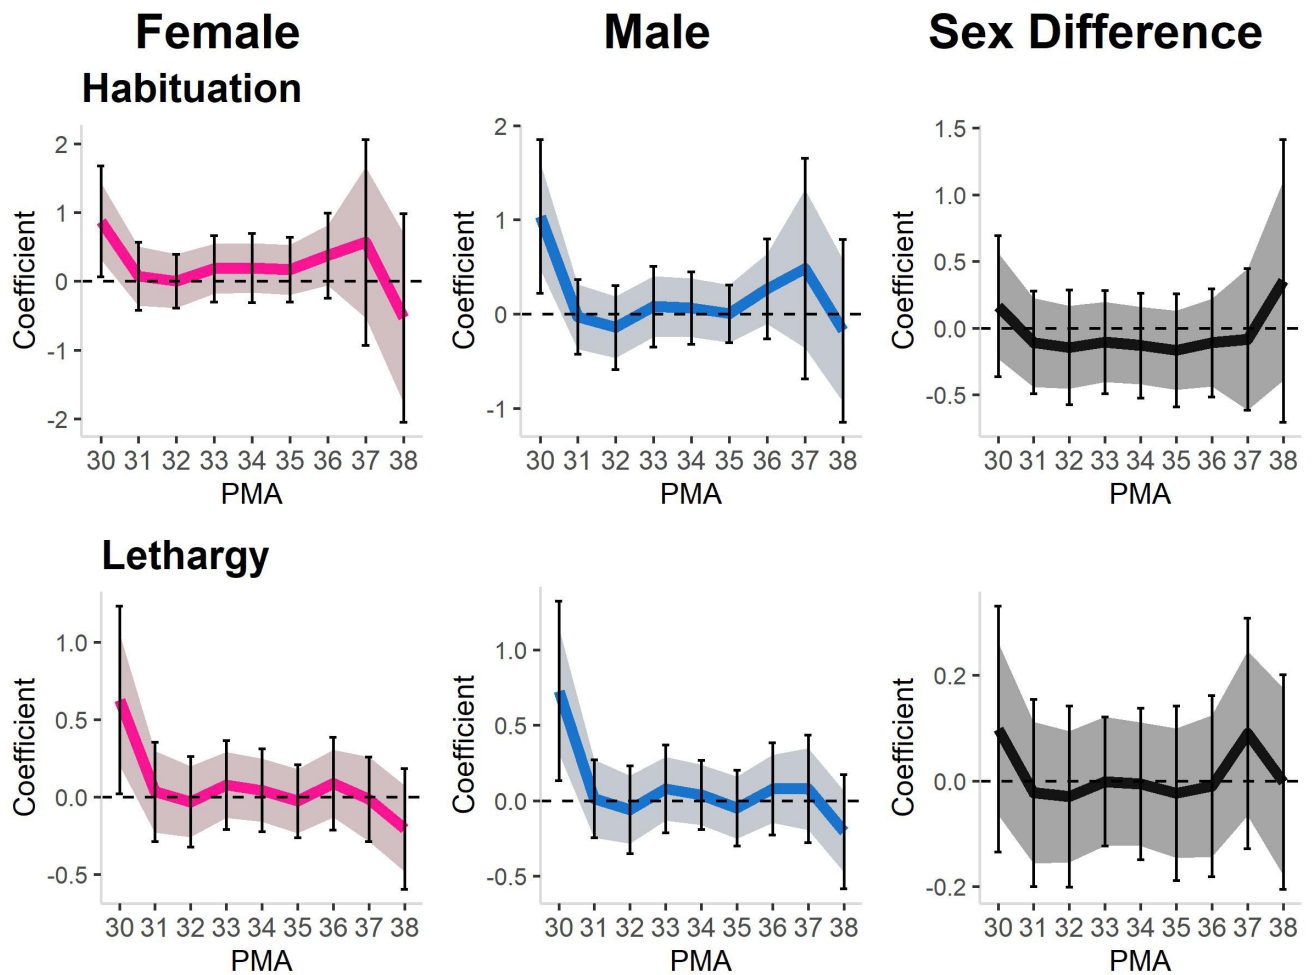 Female Male Sex Difference
Habituation
Coefficient
2
1
0
-1
-2
30 31 32 33 34 35 36 37 38
PMA
Coefficient
2
1
0
-1
30 31 32 33 34 35 36 37 38
PMA
Coefficient
1.5
1.0
0.5
0.0
-0.5
30 31 32 33 34 35 36 37 38
PMA
Lethargy
Coefficient
1.0
0.5
0.0
-0.5
30 31 32 33 34 35 36 37 38
PMA
Coefficient
1.0
0.5
0.0
-0.5
30 31 32 33 34 35 36 37 38
PMA
Coefficient
0.2
0.0
-0.2
30 31 32 33 34 35 36 37 38
PMA